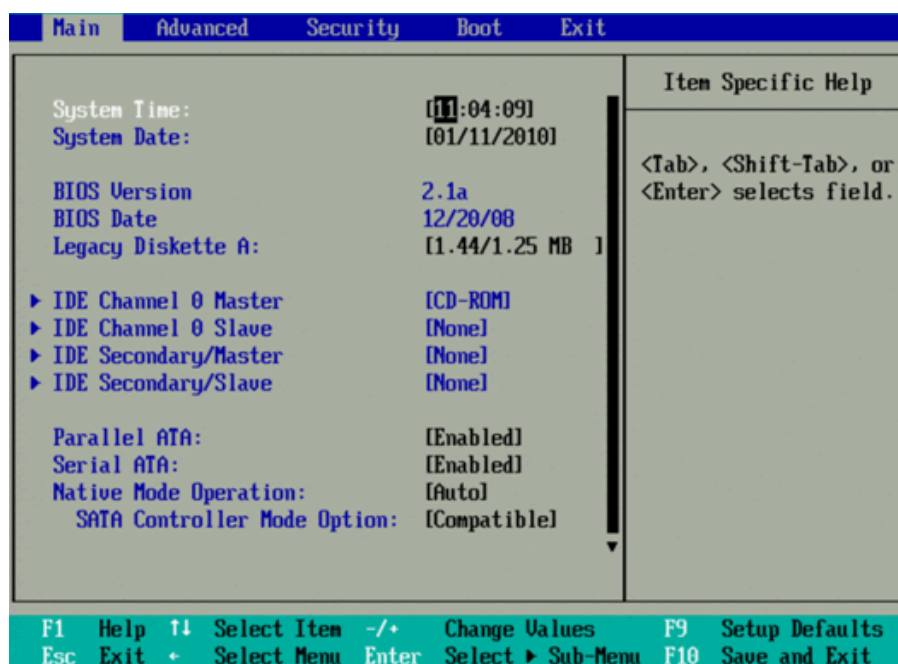 Main Advanced Security Boot Exit
Item Specific Help
System Time: [11:04:09]
System Date: [01/11/2010]
<Tab>, <Shift-Tab>, or
<Enter> selects field.
BIOS Version 2.1a
BIOS Date 12/20/08
Legacy Diskette A: [1.44/1.25 MB ]
▶ IDE Channel 0 Master [CD-ROM]
▶ IDE Channel 0 Slave [None]
▶ IDE Secondary/Master [None]
▶ IDE Secondary/Slave [None]
Parallel ATA: [Enabled]
Serial ATA: [Enabled]
Native Mode Operation: [Auto]
SATA Controller Mode Option: [Compatible]
F1 Help ↑↓ Select Item -/+ Change Values F9 Setup Defaults
Esc Exit ← Select Menu Enter Select ▶ Sub-Menu F10 Save and Exit